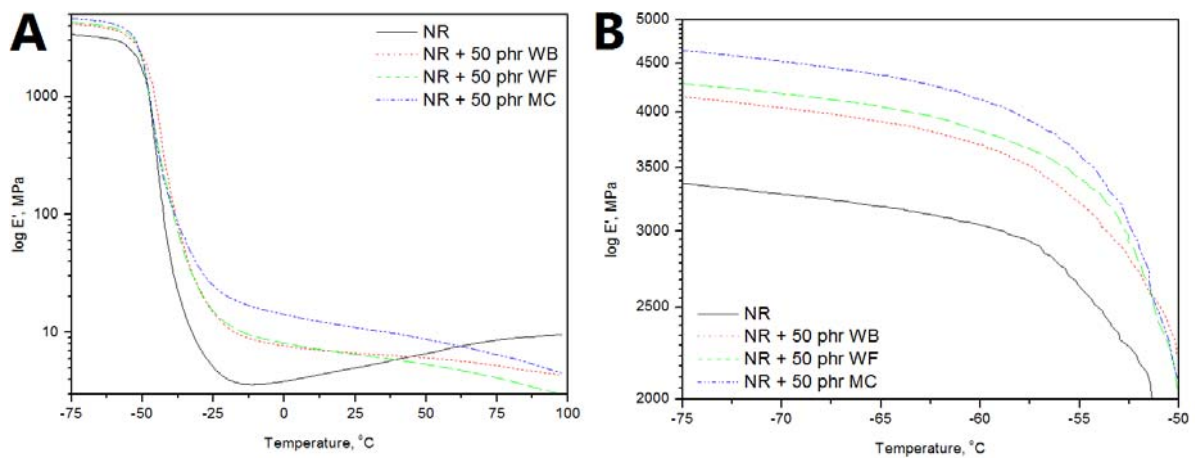 A
NR
NR + 50 phr WB
NR + 50 phr WF
NR + 50 phr MC
log E', MPa
1000
100
10
-75 -50 -25 0 25 50 75 100
Temperature, °C
B
5000
4500
4000
3500
3000
2500
2000
log E', MPa
NR
NR + 50 phr WB
NR + 50 phr WF
NR + 50 phr MC
-75 -70 -65 -60 -55 -50
Temperature, °C